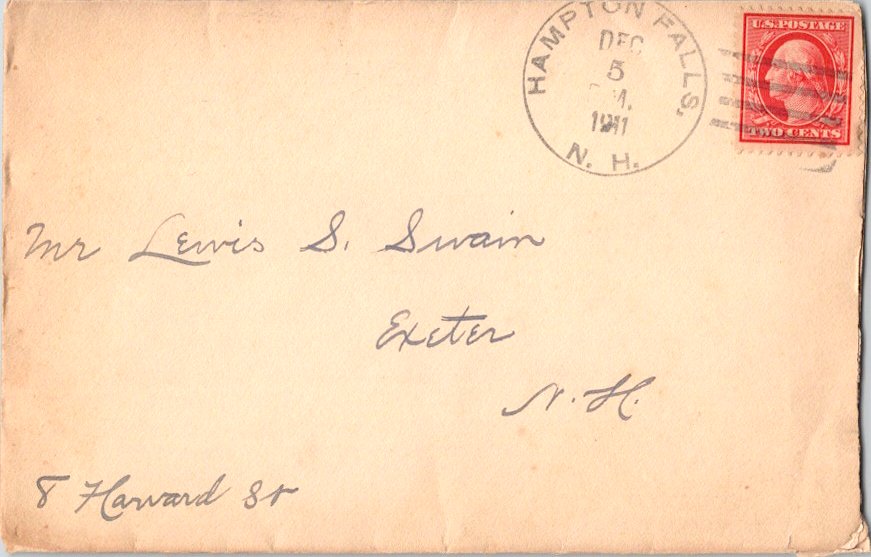 HAMPTON FALLS,
DEC
5
M.
1911
N. H.
U.S. POSTAGE
TWO CENTS
Mr Lewis S. Swain
Exeter
N. H.
8 Harvard St